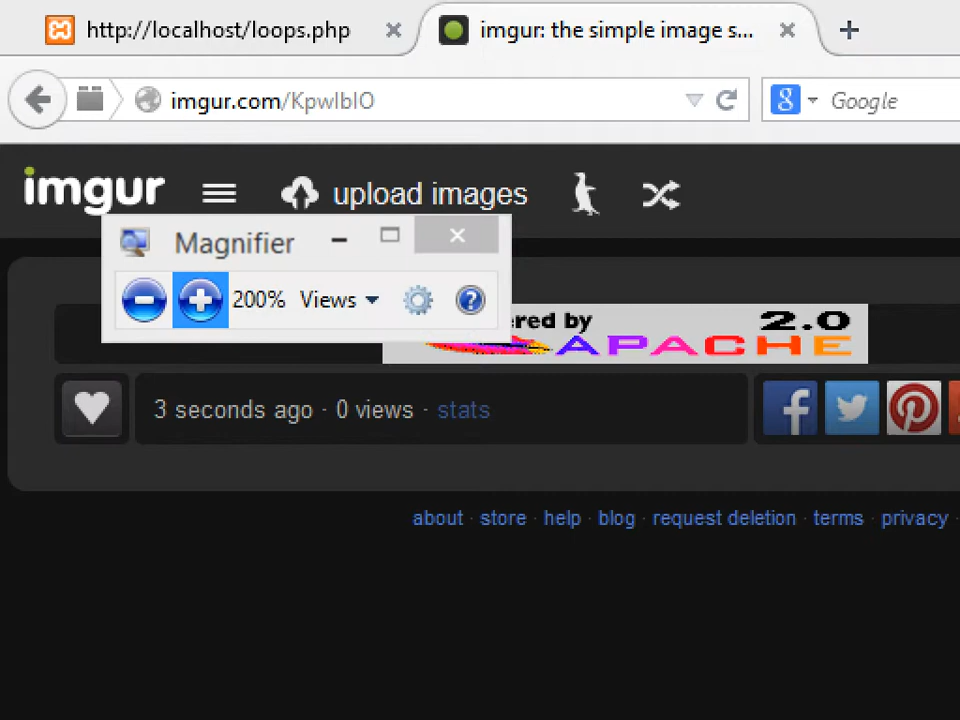 http://localhost/loops.php
imgur: the simple image s...
imgur.com/KpwIbIO
Google
imgur
upload images
Magnifier
200% Views
ered by
2.0
APACHE
3 seconds ago · 0 views · stats
about · store · help · blog · request deletion · terms · privacy ·